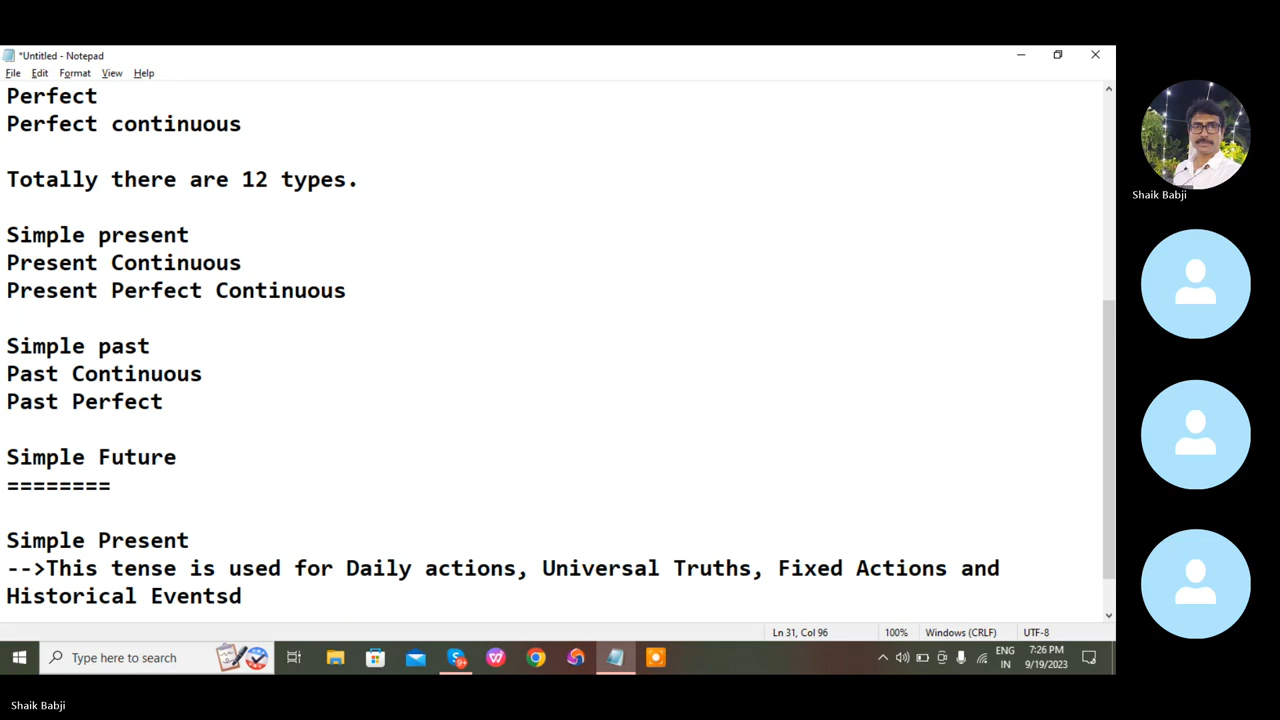 *Untitled - Notepad
File Edit Format View Help
Perfect
Perfect continuous
Totally there are 12 types.
Simple present
Present Continuous
Present Perfect Continuous
Simple past
Past Continuous
Past Perfect
Simple Future
========
Simple Present
-->This tense is used for Daily actions, Universal Truths, Fixed Actions and
Historical Eventsd
Ln 31, Col 96 100% Windows (CRLF) UTF-8
Type here to search
ENG
IN
7:26 PM
9/19/2023
Shaik Babji
Shaik Babji